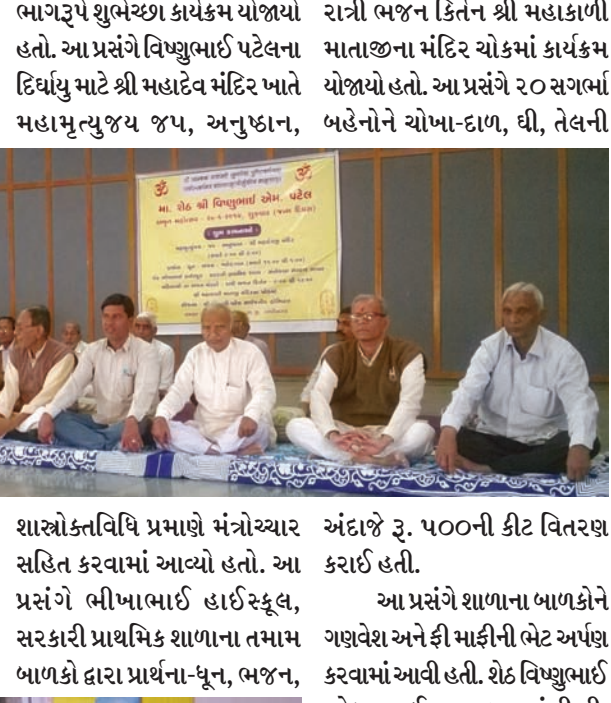 ભાગરૂપે શુભેચ્છા કાર્યક્રમ યોજાયો
હતો. આ પ્રસંગે વિષ્ણુભાઈ પટેલના
દિર્ઘાયુ માટે શ્રી મહાદેવ મંદિર ખાતે
મહામૃત્યુજય જપ, અનુષ્ઠાન,
શાસ્ત્રોક્તવિધિ પ્રમાણે મંત્રોચ્ચાર
સહિત કરવામાં આવ્યો હતો. આ
પ્રસંગે ભીખાભાઈ હાઈસ્કૂલ,
સરકારી પ્રાથમિક શાળાના તમામ
બાળકો દ્વારા પ્રાર્થના-ધૂન, ભજન,
રાત્રી ભજન કિર્તન શ્રી મહાકાળી
માતાજીના મંદિર ચોકમાં કાર્યક્રમ
યોજાયો હતો. આ પ્રસંગે ૨૦ સગર્ભા
બહેનોને ચોખા-દાળ, ઘી, તેલની
અંદાજે રૂ. ૫૦૦ની કીટ વિતરણ
કરાઈ હતી.
આ પ્રસંગે શાળાના બાળકોને
ગણવેશ અને ફી માફીની ભેટ અર્પણ
કરવામાં આવી હતી. શેઠ વિષ્ણુભાઈ
ૐ ૐ
મા. શેઠ શ્રી વિષ્ણુભાઈ એમ. પટેલ